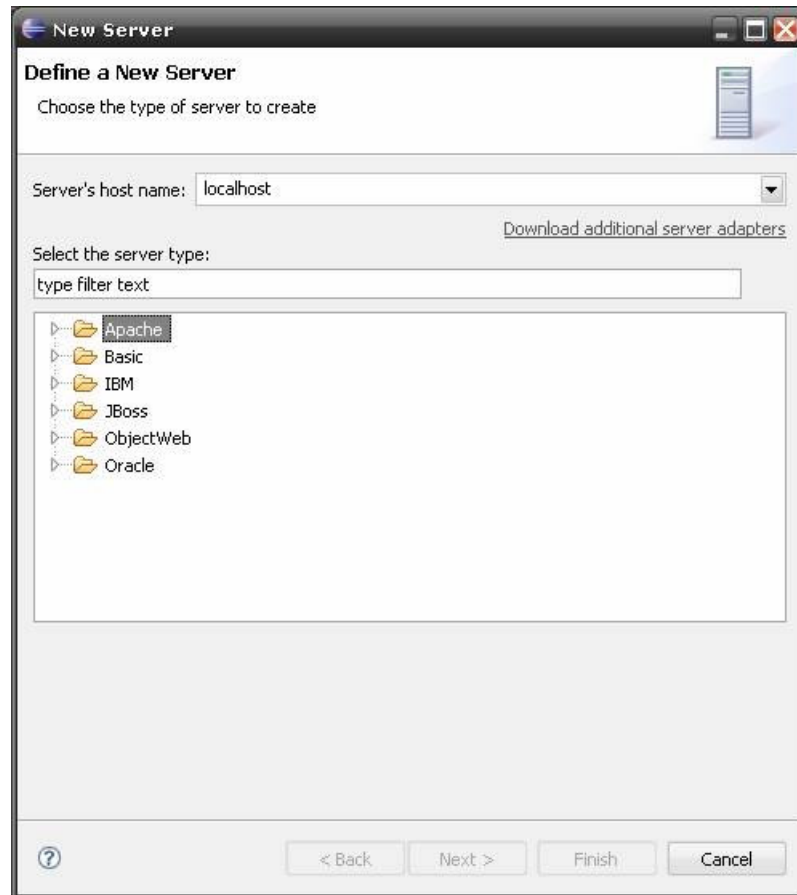 New Server
Define a New Server
Choose the type of server to create
Server's host name: localhost
Download additional server adapters
Select the server type:
type filter text
Apache
Basic
IBM
JBoss
ObjectWeb
Oracle
? < Back Next > Finish Cancel